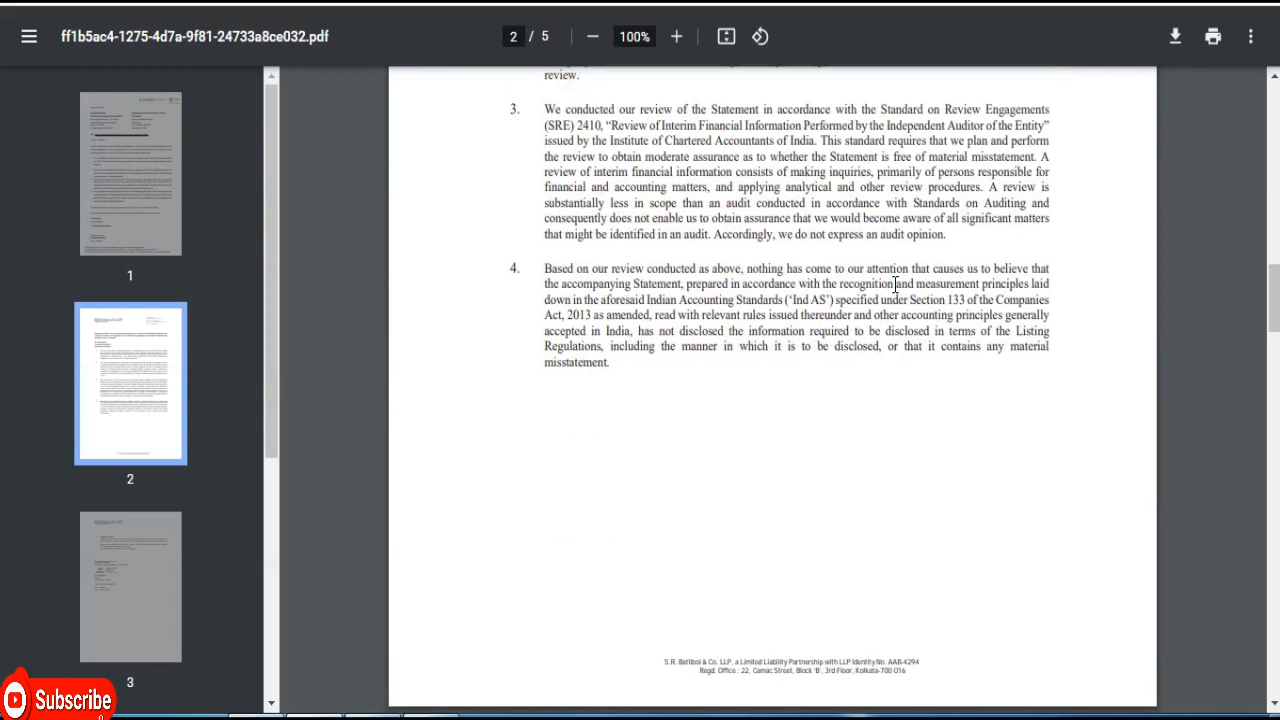 ff1b5ac4-1275-4d7a-9f81-24733a8ce032.pdf
2 / 5
100%
review.
3. We conducted our review of the Statement in accordance with the Standard on Review Engagements
(SRE) 2410, “Review of Interim Financial Information Performed by the Independent Auditor of the Entity”
issued by the Institute of Chartered Accountants of India. This standard requires that we plan and perform
the review to obtain moderate assurance as to whether the Statement is free of material misstatement. A
review of interim financial information consists of making inquiries, primarily of persons responsible for
financial and accounting matters, and applying analytical and other review procedures. A review is
substantially less in scope than an audit conducted in accordance with Standards on Auditing and
consequently does not enable us to obtain assurance that we would become aware of all significant matters
that might be identified in an audit. Accordingly, we do not express an audit opinion.
4. Based on our review conducted as above, nothing has come to our attention that causes us to believe that
the accompanying Statement, prepared in accordance with the recognition and measurement principles laid
down in the aforesaid Indian Accounting Standards (‘Ind AS’) specified under Section 133 of the Companies
Act, 2013 as amended, read with relevant rules issued thereunder and other accounting principles generally
accepted in India, has not disclosed the information required to be disclosed in terms of the Listing
Regulations, including the manner in which it is to be disclosed, or that it contains any material
misstatement.
S.R. Batliboi & Co. LLP, a Limited Liability Partnership with LLP Identity No. AAB-4294
Regd. Office : 22, Camac Street, Block 'B', 3rd Floor, Kolkata-700 016
1
2
3
Subscribe